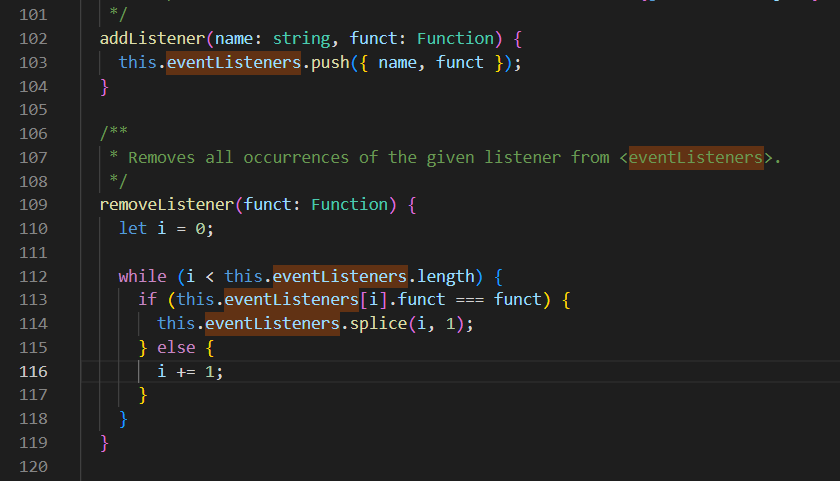 101 */
102 addListener(name: string, funct: Function) {
103 this.eventListeners.push({ name, funct });
104 }
105
106 /**
107 * Removes all occurrences of the given listener from <eventListeners>.
108 */
109 removeListener(funct: Function) {
110 let i = 0;
111
112 while (i < this.eventListeners.length) {
113 if (this.eventListeners[i].funct === funct) {
114 this.eventListeners.splice(i, 1);
115 } else {
116 i += 1;
117 }
118 }
119 }
120